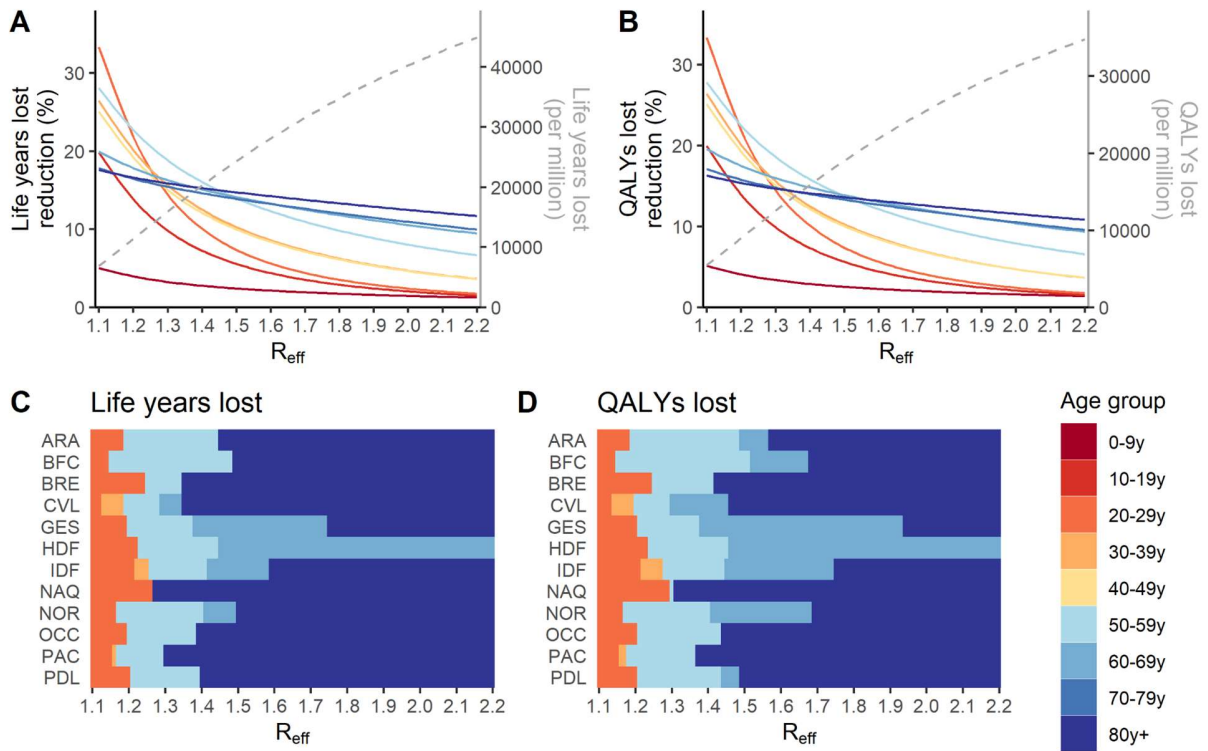 A
Life years lost
reduction (%)
30
20
10
0
1.1 1.2 1.3 1.4 1.5 1.6 1.7 1.8 1.9 2.0 2.1 2.2
Reff
40000
30000
20000
10000
0
Life years lost
(per million)
B
QALYs lost
reduction (%)
30
20
10
0
1.1 1.2 1.3 1.4 1.5 1.6 1.7 1.8 1.9 2.0 2.1 2.2
Reff
30000
20000
10000
0
QALYs lost
(per million)
C Life years lost
ARA
BFC
BRE
CVL
GES
HDF
IDF
NAQ
NOR
OCC
PAC
PDL
1.1 1.2 1.3 1.4 1.5 1.6 1.7 1.8 1.9 2.0 2.1 2.2
Reff
D QALYs lost
ARA
BFC
BRE
CVL
GES
HDF
IDF
NAQ
NOR
OCC
PAC
PDL
1.1 1.2 1.3 1.4 1.5 1.6 1.7 1.8 1.9 2.0 2.1 2.2
Reff
Age group
0-9y
10-19y
20-29y
30-39y
40-49y
50-59y
60-69y
70-79y
80y+